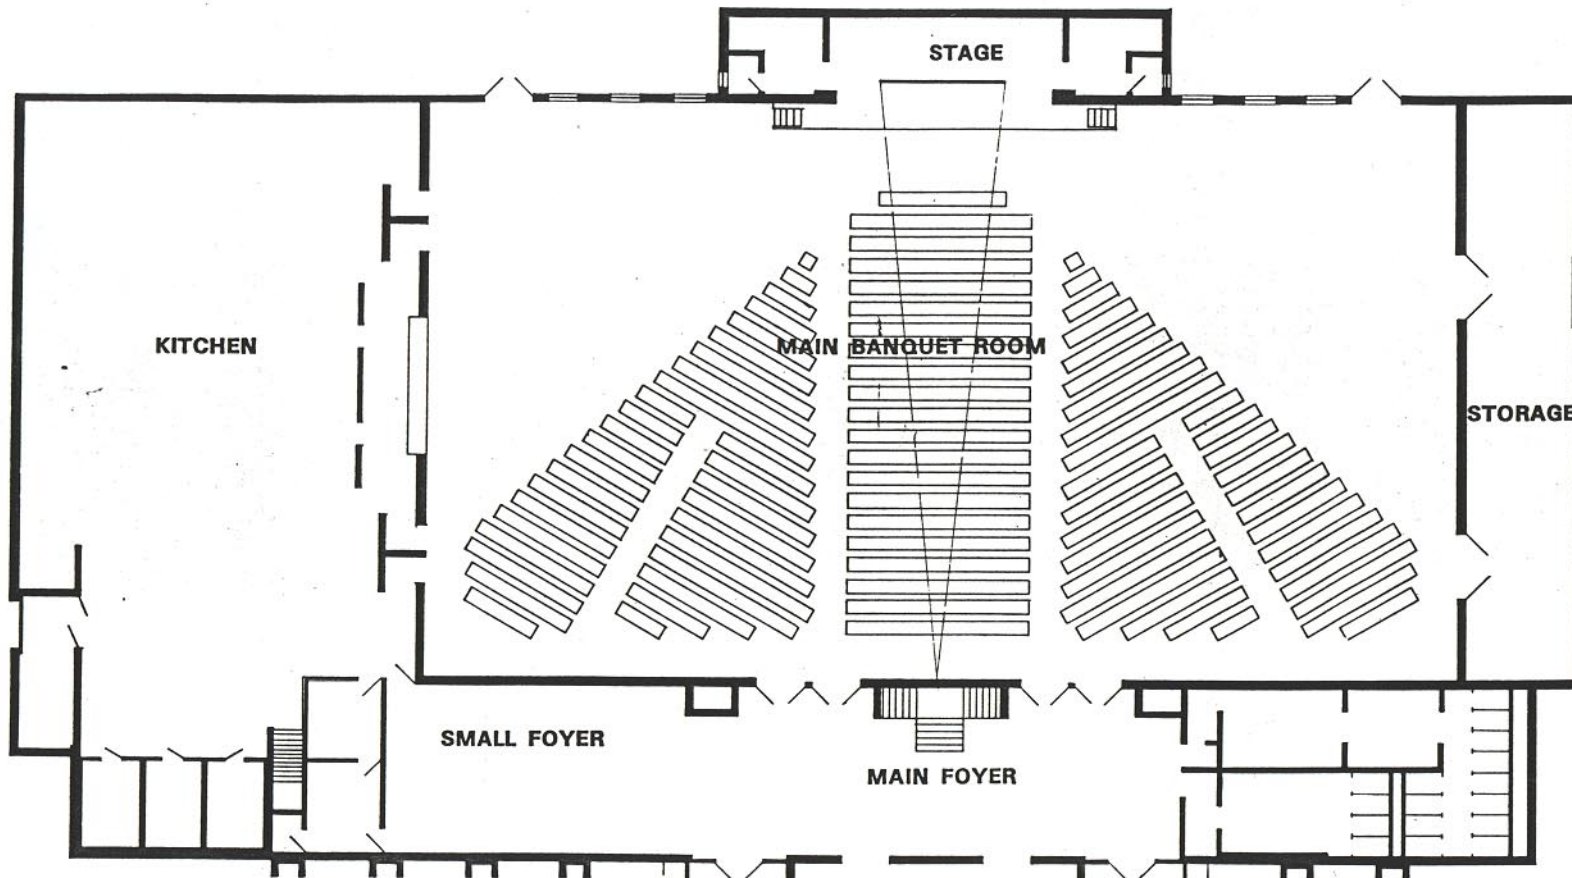 STAGE
KITCHEN
MAIN BANQUET ROOM
STORAGE
SMALL FOYER
MAIN FOYER